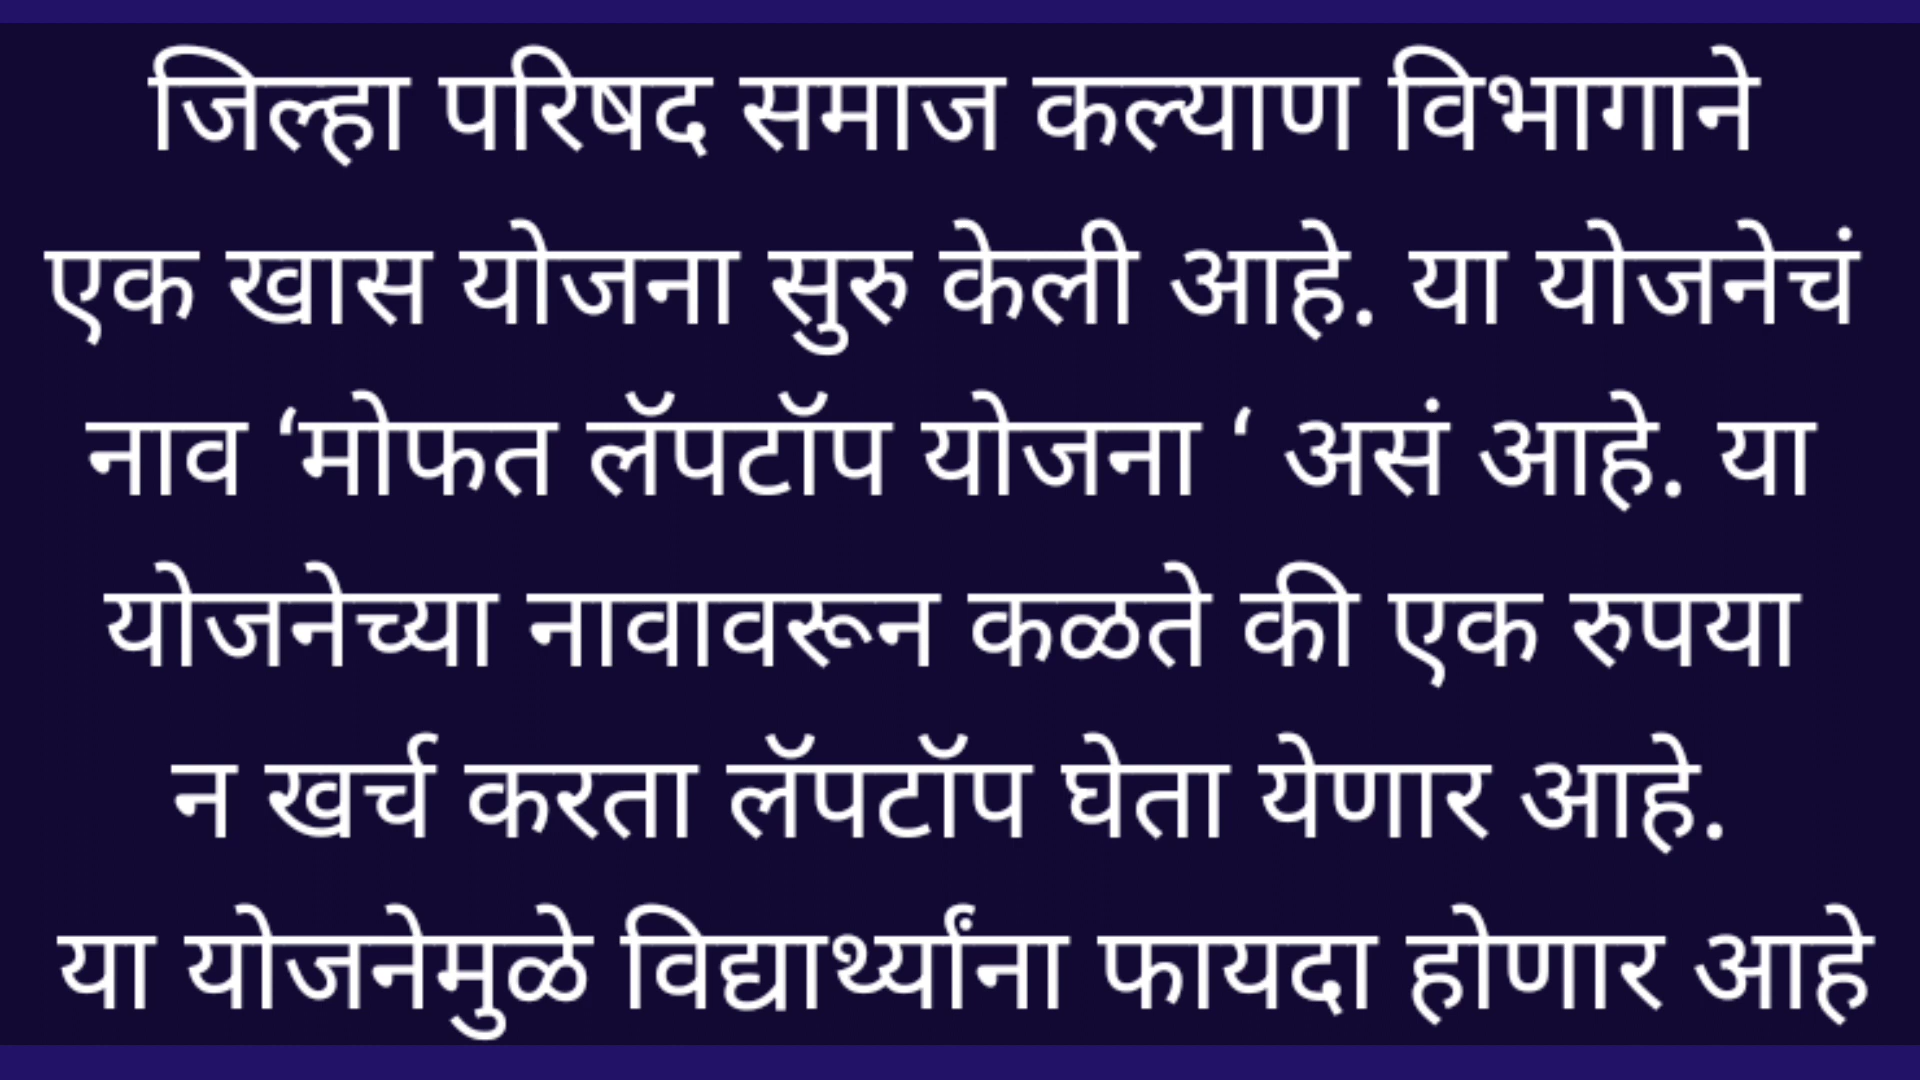 जिल्हा परिषद समाज कल्याण विभागाने
एक खास योजना सुरु केली आहे. या योजनेचं
नाव ‘मोफत लॅपटॉप योजना ‘ असं आहे. या
योजनेच्या नावावरून कळते की एक रुपया
न खर्च करता लॅपटॉप घेता येणार आहे.
या योजनेमुळे विद्यार्थ्यांना फायदा होणार आहे